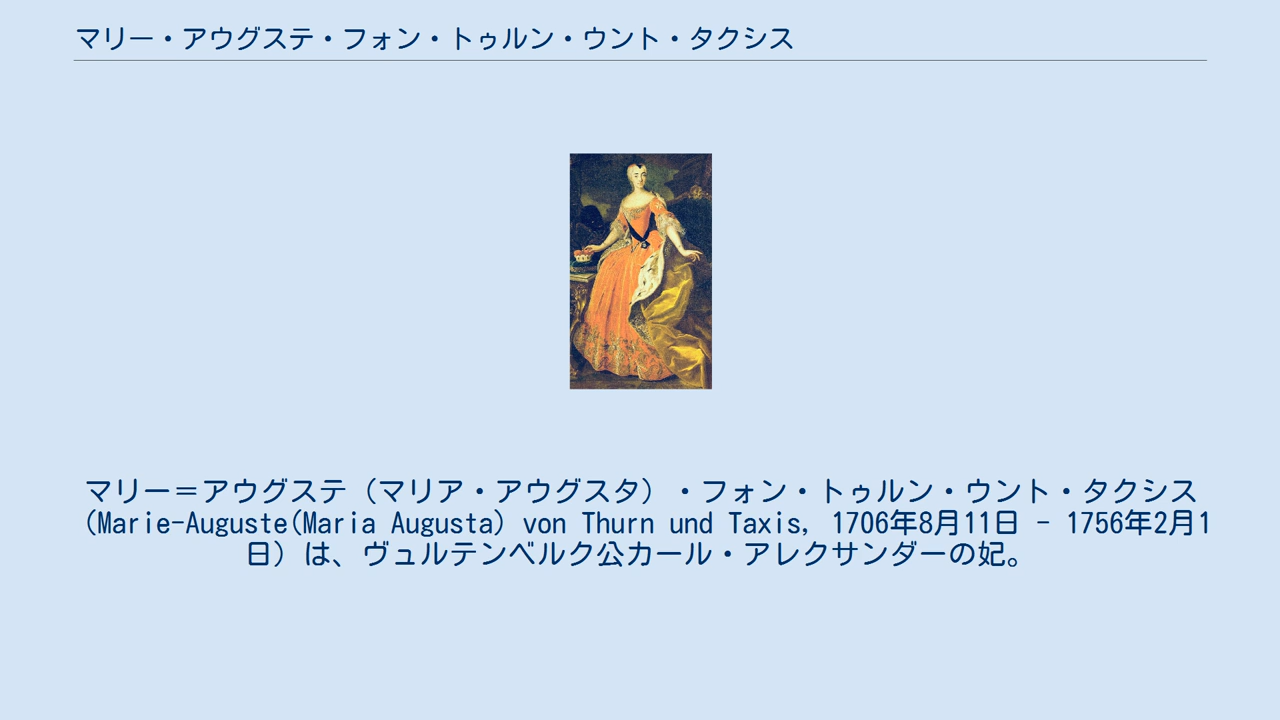 マリー・アウグステ・フォン・トゥルン・ウント・タクシス
マリー＝アウグステ（マリア・アウグスタ）・フォン・トゥルン・ウント・タクシス
(Marie-Auguste(Maria Augusta) von Thurn und Taxis, 1706年8月11日 - 1756年2月1
日）は、ヴュルテンベルク公カール・アレクサンダーの妃。